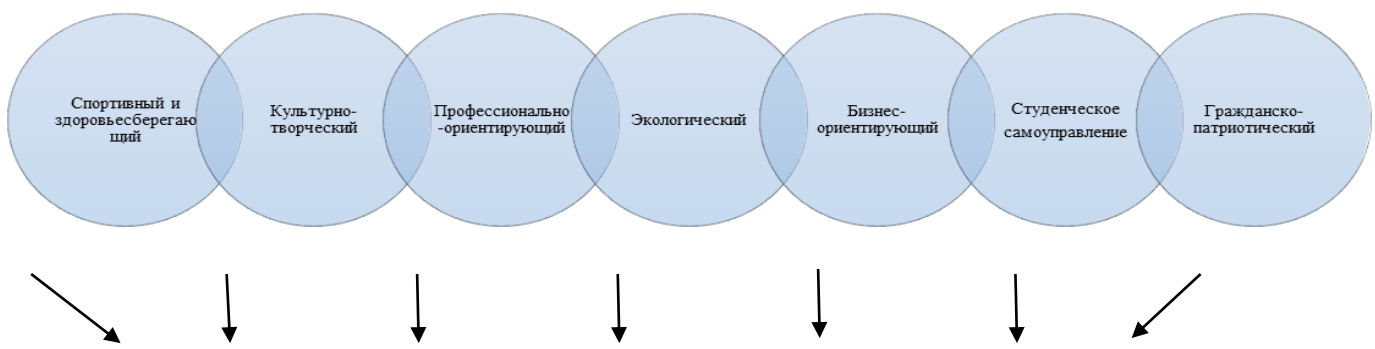 Спортивный и
здоровьесберегаю
щий
Культурно-
творческий
Профессионально
-ориентирующий
Экологический
Бизнес-
ориентирующий
Студенческое
самоуправление
Гражданско-
патриотический